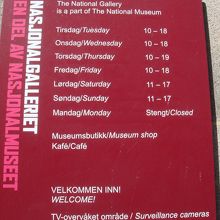 NASJONALGALLERIET
EN DEL AV NASJONALMUSEET
The National Gallery
is a part of The National Museum
Tirsdag/Tuesday 10 – 18
Onsdag/Wednesday 10 – 18
Torsdag/Thursday 10 – 19
Fredag/Friday 10 – 18
Lørdag/Saturday 11 – 17
Søndag/Sunday 11 – 17
Mandag/Monday Stengt/Closed
Museumsbutikk/Museum shop
Kafé/Café
VELKOMMEN INN!
WELCOME!
TV-overvåket område / Surveillance cameras